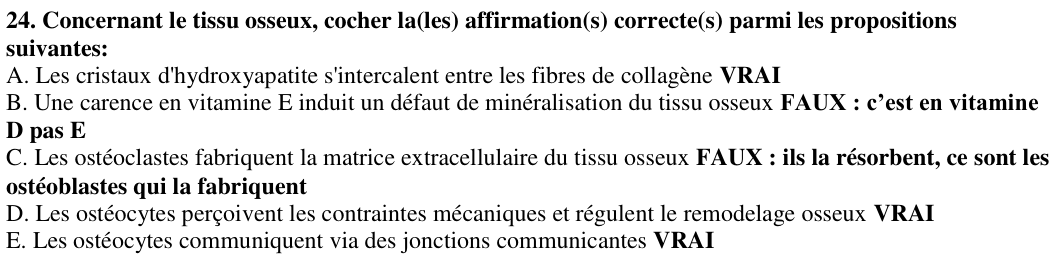 24. Concernant le tissu osseux, cocher la(les) affirmation(s) correcte(s) parmi les propositions
suivantes:
A. Les cristaux d'hydroxyapatite s'intercalent entre les fibres de collagène VRAI
B. Une carence en vitamine E induit un défaut de minéralisation du tissu osseux FAUX : c’est en vitamine
D pas E
C. Les ostéoclastes fabriquent la matrice extracellulaire du tissu osseux FAUX : ils la résorbent, ce sont les
ostéoblastes qui la fabriquent
D. Les ostéocytes perçoivent les contraintes mécaniques et régulent le remodelage osseux VRAI
E. Les ostéocytes communiquent via des jonctions communicantes VRAI